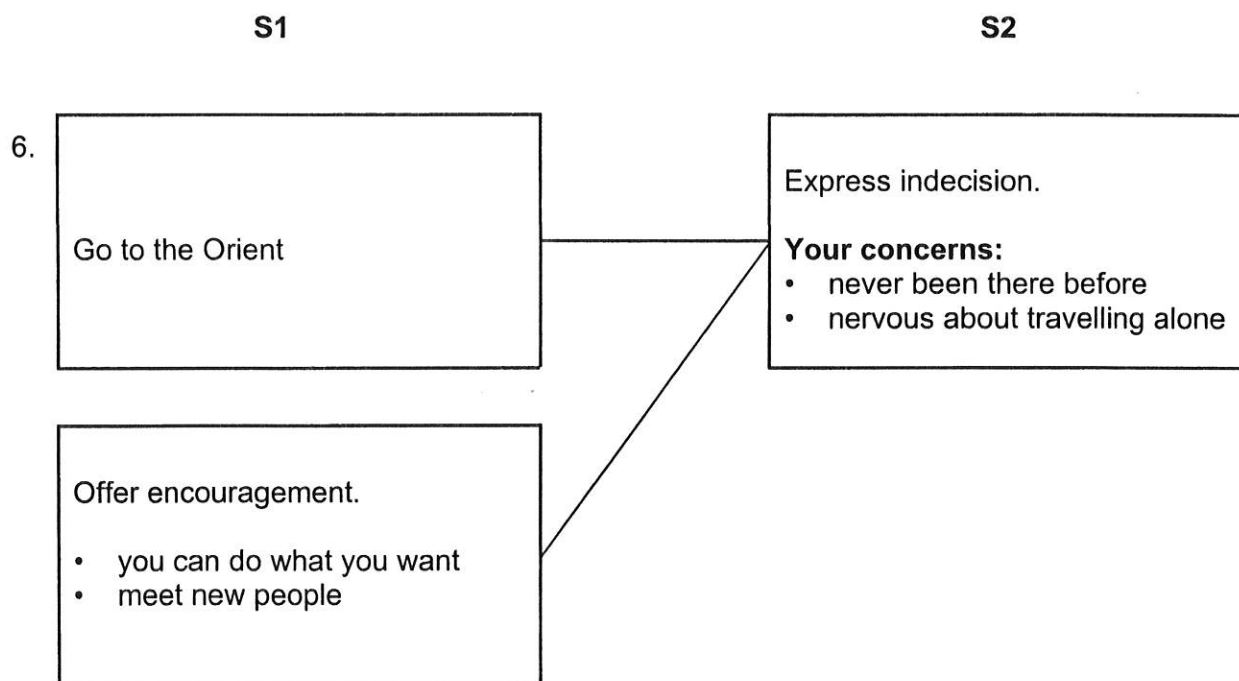 S1
S2
6.
Go to the Orient
Express indecision.
Your concerns:
• never been there before
• nervous about travelling alone
Offer encouragement.
• you can do what you want
• meet new people